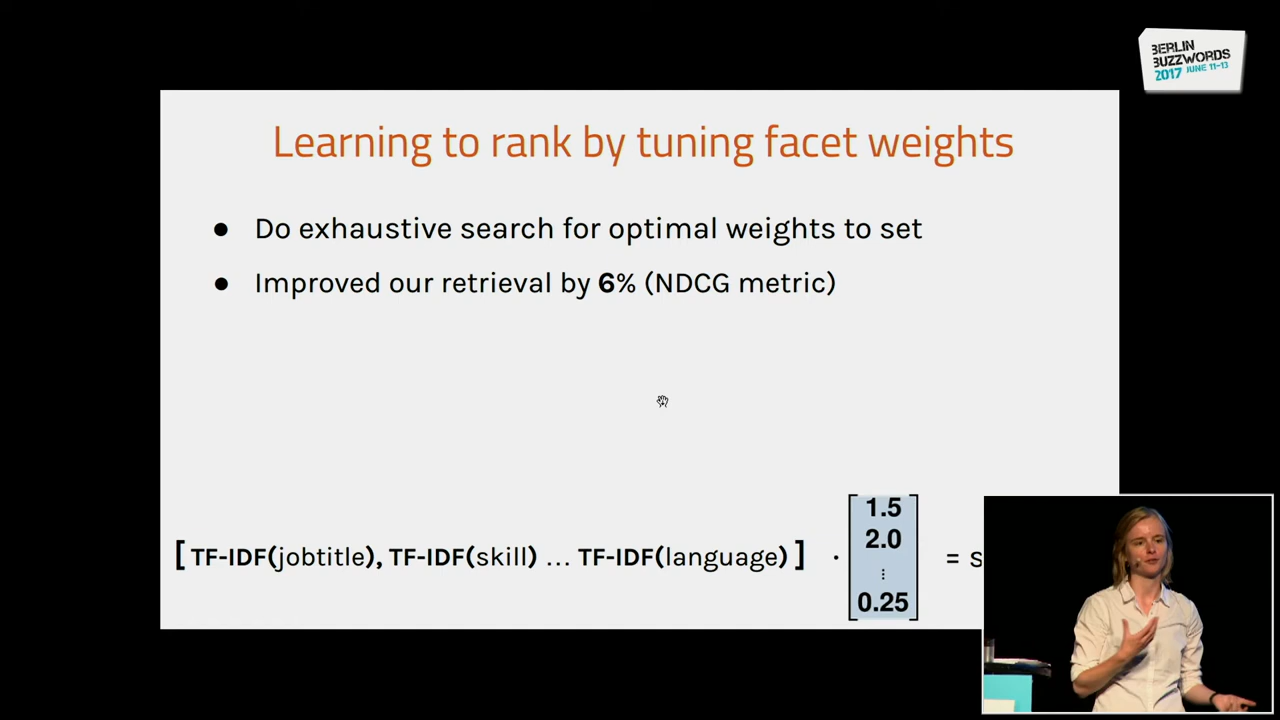 BERLIN
BUZZWORDS
2017 JUNE 11-13
Learning to rank by tuning facet weights
● Do exhaustive search for optimal weights to set
● Improved our retrieval by 6% (NDCG metric)
[ TF-IDF(jobtitle), TF-IDF(skill) … TF-IDF(language) ] · [ 1.5 2.0 ⋮ 0.25 ] = s